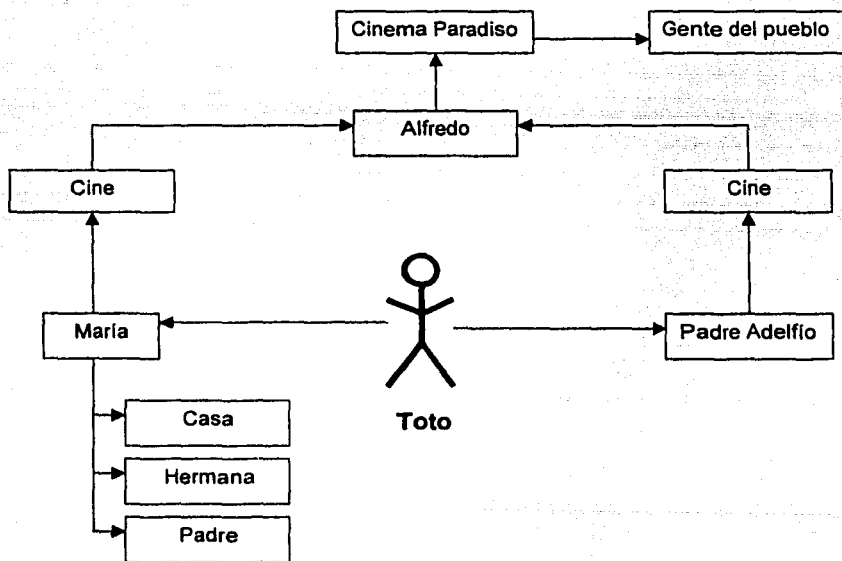 Cinema Paradiso
Gente del pueblo
Alfredo
Cine
Cine
María
Padre Adelfio
Toto
Casa
Hermana
Padre